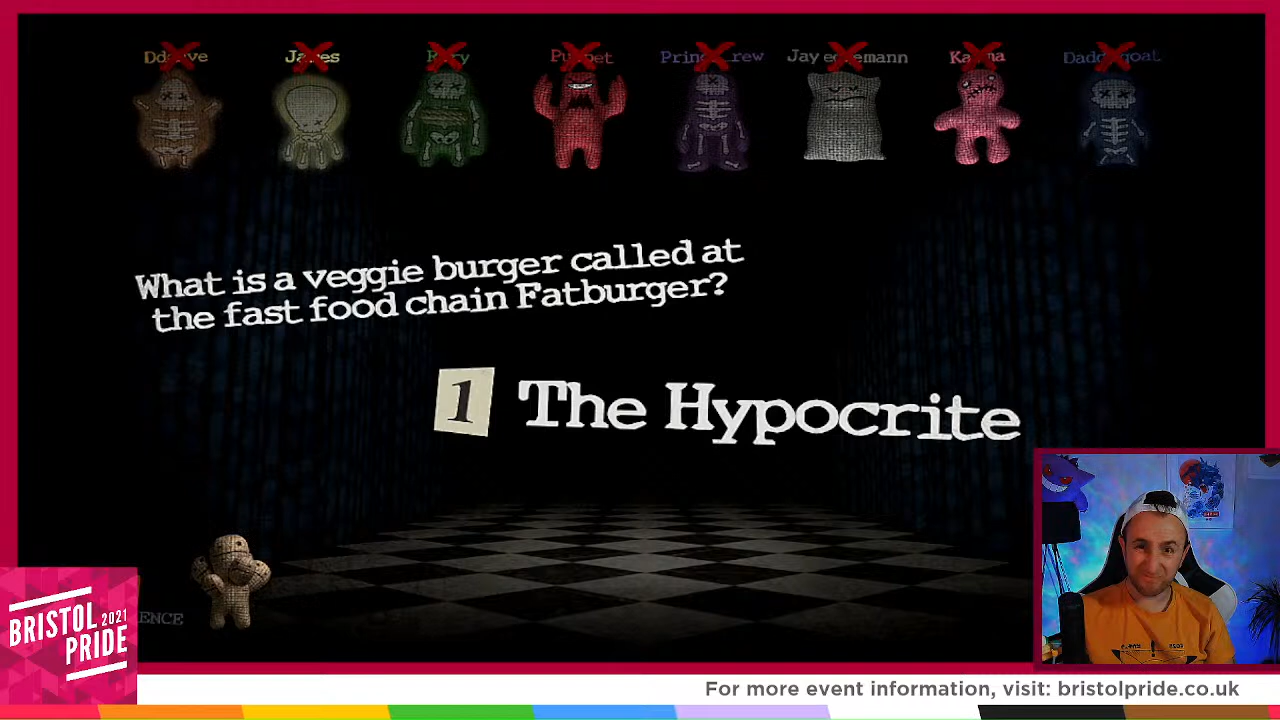 Puppet
What is a veggie burger called at
the fast food chain Fatburger?
1 The Hypocrite
BRISTOL 2021
PRIDE
For more event information, visit: bristolpride.co.uk